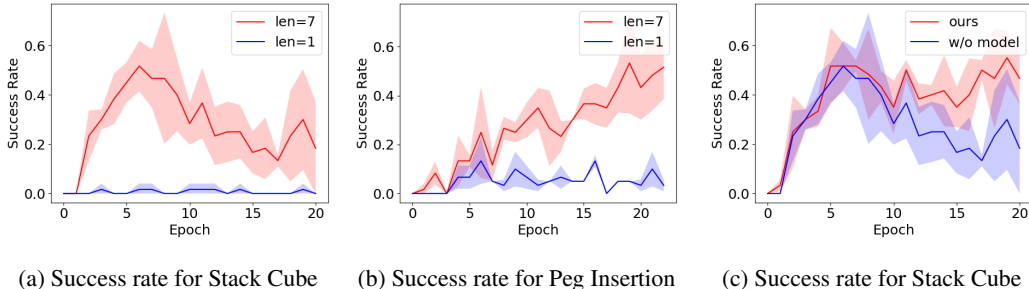 len=7
len=1
Success Rate
0.6
0.4
0.2
0.0
0
5
10
15
20
Epoch
(a) Success rate for Stack Cube
len=7
len=1
Success Rate
0.6
0.4
0.2
0.0
0
5
10
15
20
Epoch
(b) Success rate for Peg Insertion
ours
w/o model
Success Rate
0.6
0.4
0.2
0.0
0
5
10
15
20
Epoch
(c) Success rate for Stack Cube